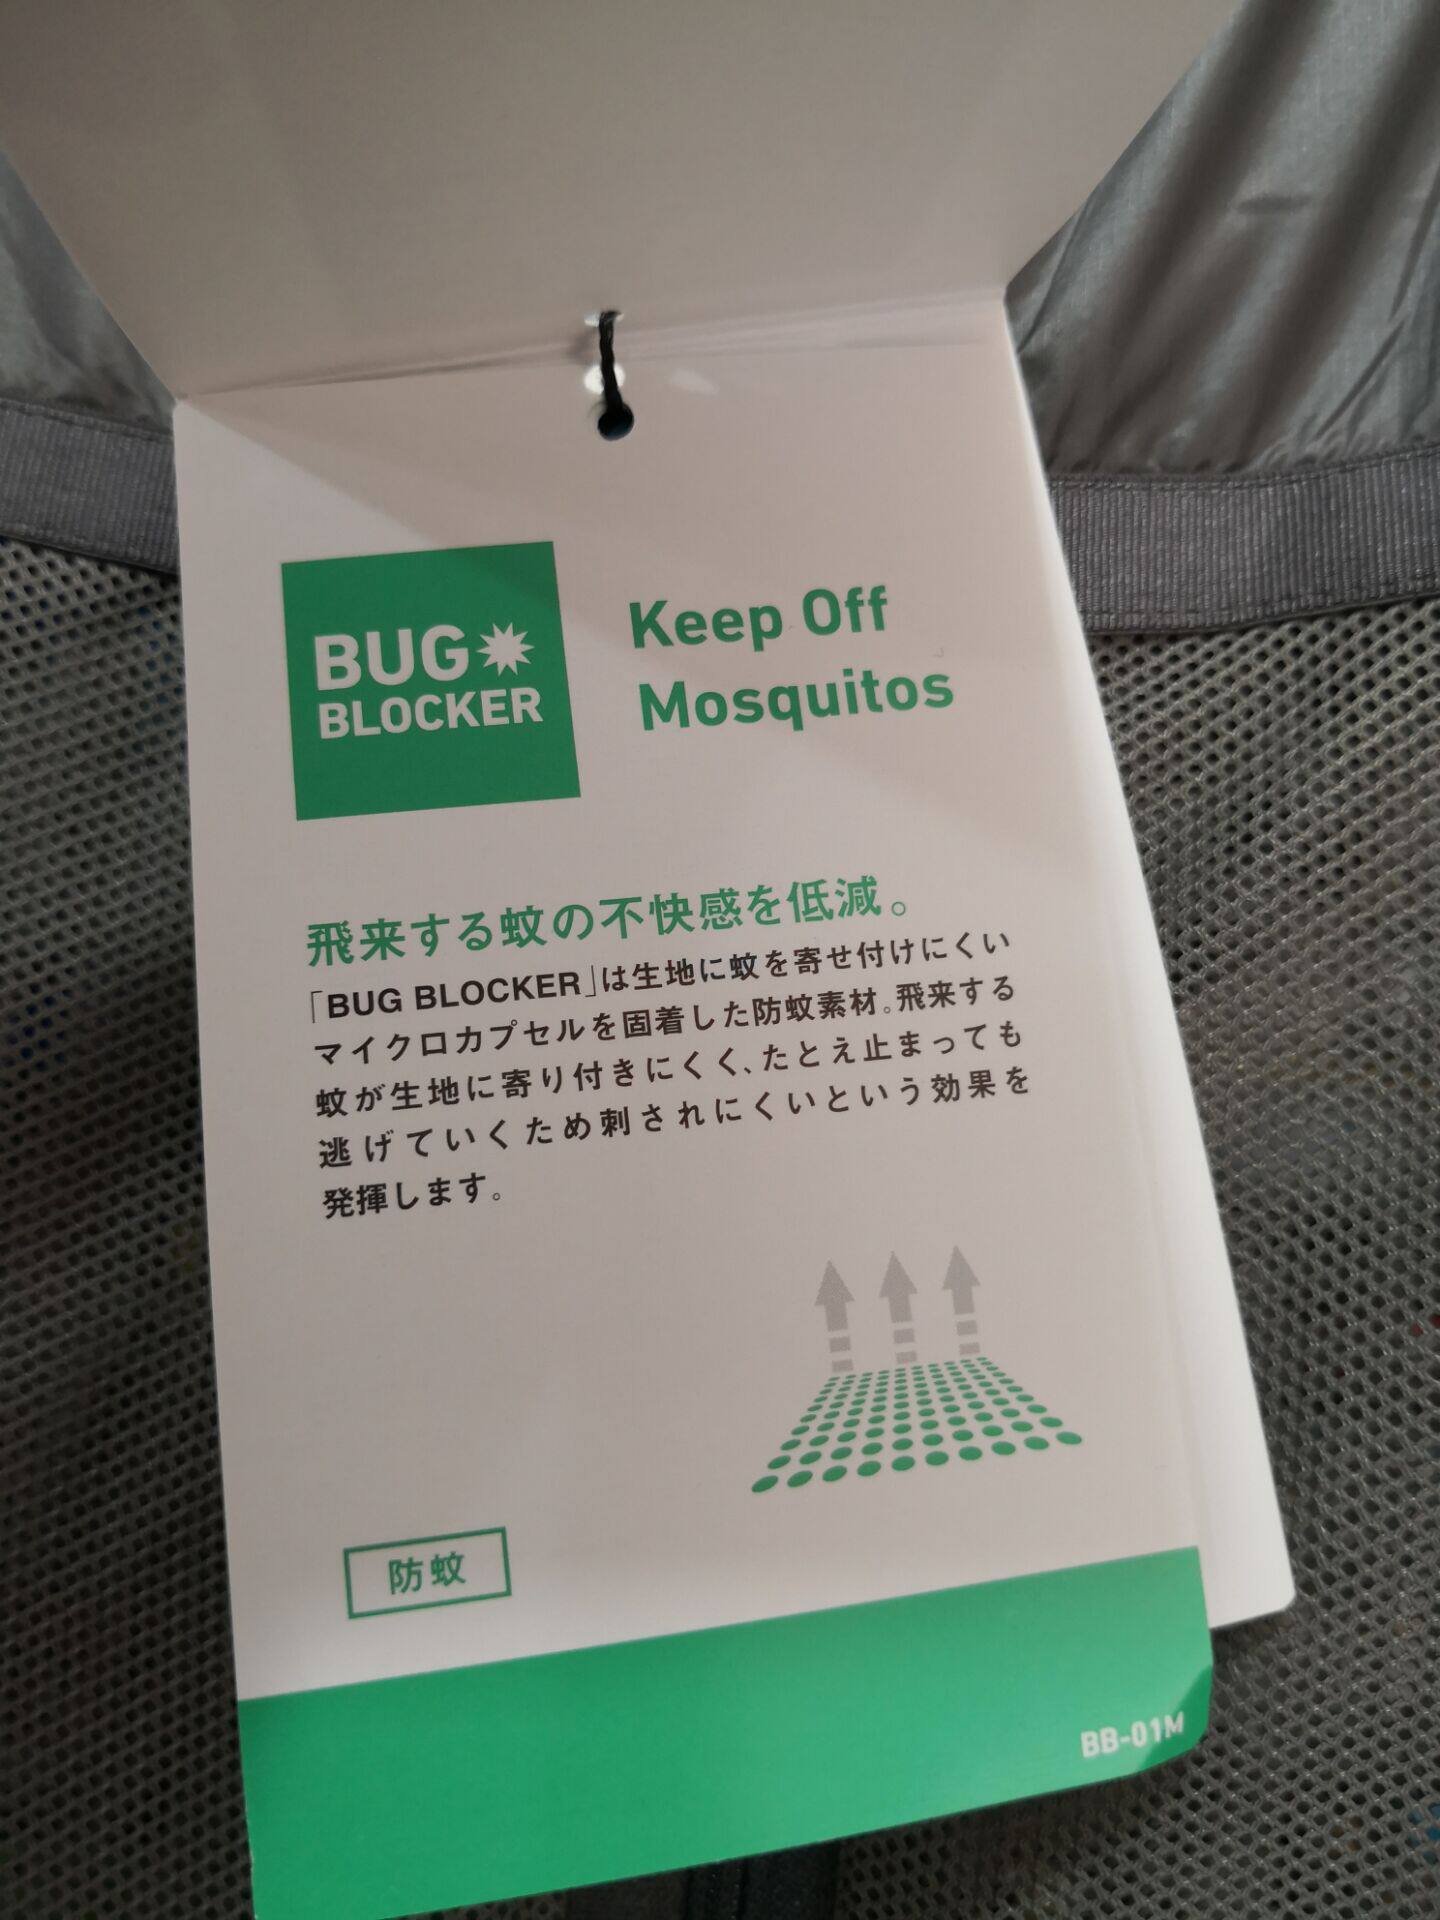 BUG
BLOCKER
Keep Off
Mosquitos
飛来する蚊の不快感を低減。
「BUG BLOCKER」は生地に蚊を寄せ付けにくい
マイクロカプセルを固着した防蚊素材。飛来する
蚊が生地に寄り付きにくく、たとえ止まっても
逃げていくため刺されにくいという効果を
発揮します。
防蚊
BB-01M